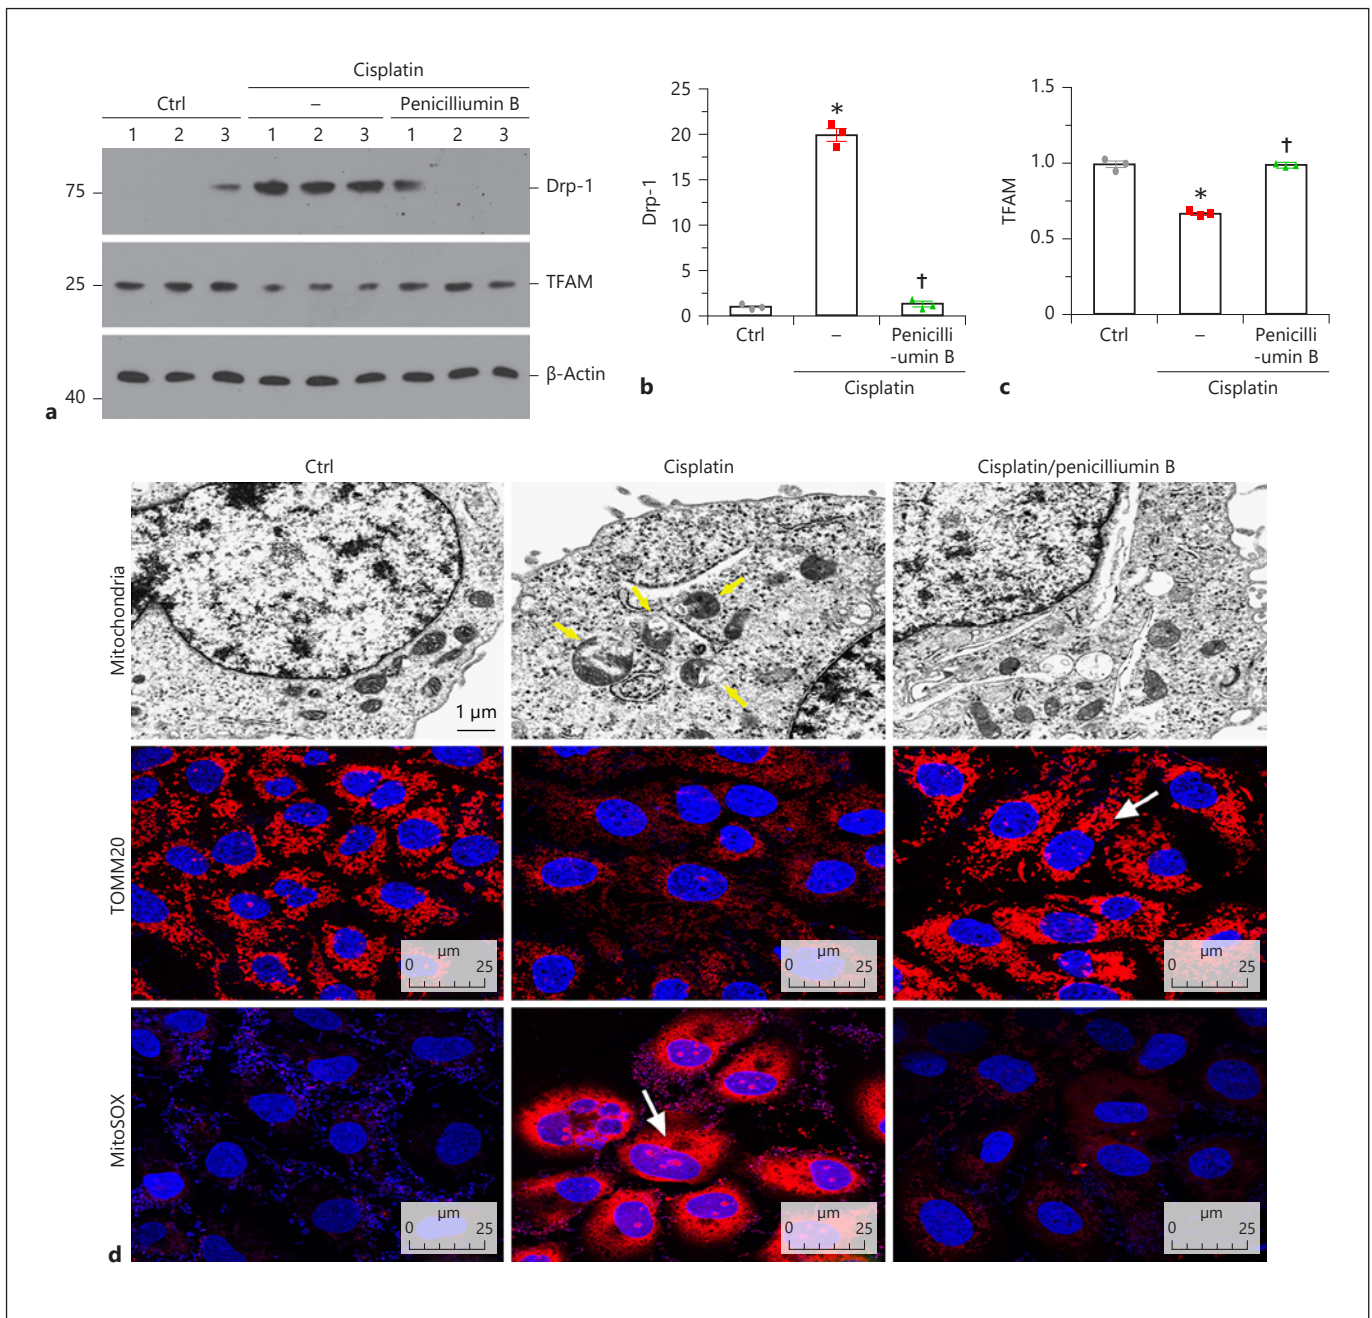 Cisplatin
Ctrl – Penicilliumin B
1 2 3 1 2 3 1 2 3
75 Drp-1
25 TFAM
β-Actin
40
a
25
20
15
10
5
0
Drp-1
*
†
Ctrl – Penicilli
-umin B
Cisplatin
b
1.5
1.0
0.5
0
TFAM
*
†
Ctrl – Penicilli
-umin B
Cisplatin
c
Ctrl Cisplatin Cisplatin/penicilliumin B
Mitochondria
1 µm
TOMM20
µm
0 25
µm
0 25
µm
0 25
MitoSOX
µm
0 25
µm
0 25
µm
0 25
d